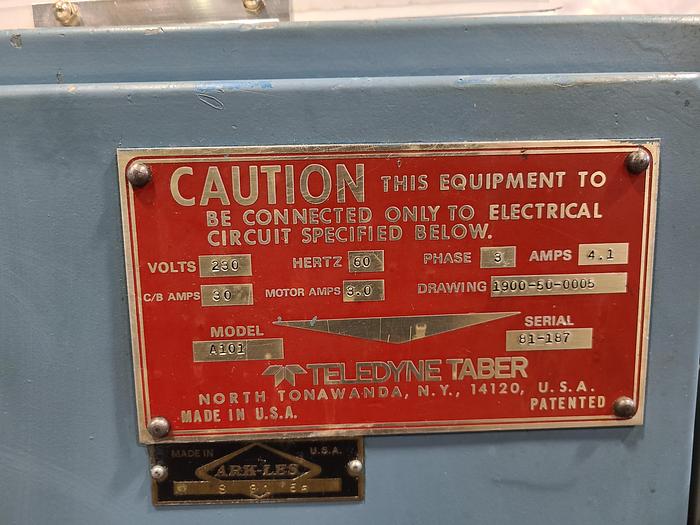 CAUTION THIS EQUIPMENT TO
BE CONNECTED ONLY TO ELECTRICAL
CIRCUIT SPECIFIED BELOW.
VOLTS 230 HERTZ 60 PHASE 3 AMPS 4.1
C/B AMPS 30 MOTOR AMPS 3.0 DRAWING 1900-50-0005
MODEL SERIAL
A101 81-187
TELEDYNE TABER
NORTH TONAWANDA, N.Y., 14120, U.S.A.
MADE IN U.S.A. PATENTED
MADE IN U.S.A.
ARK-LES